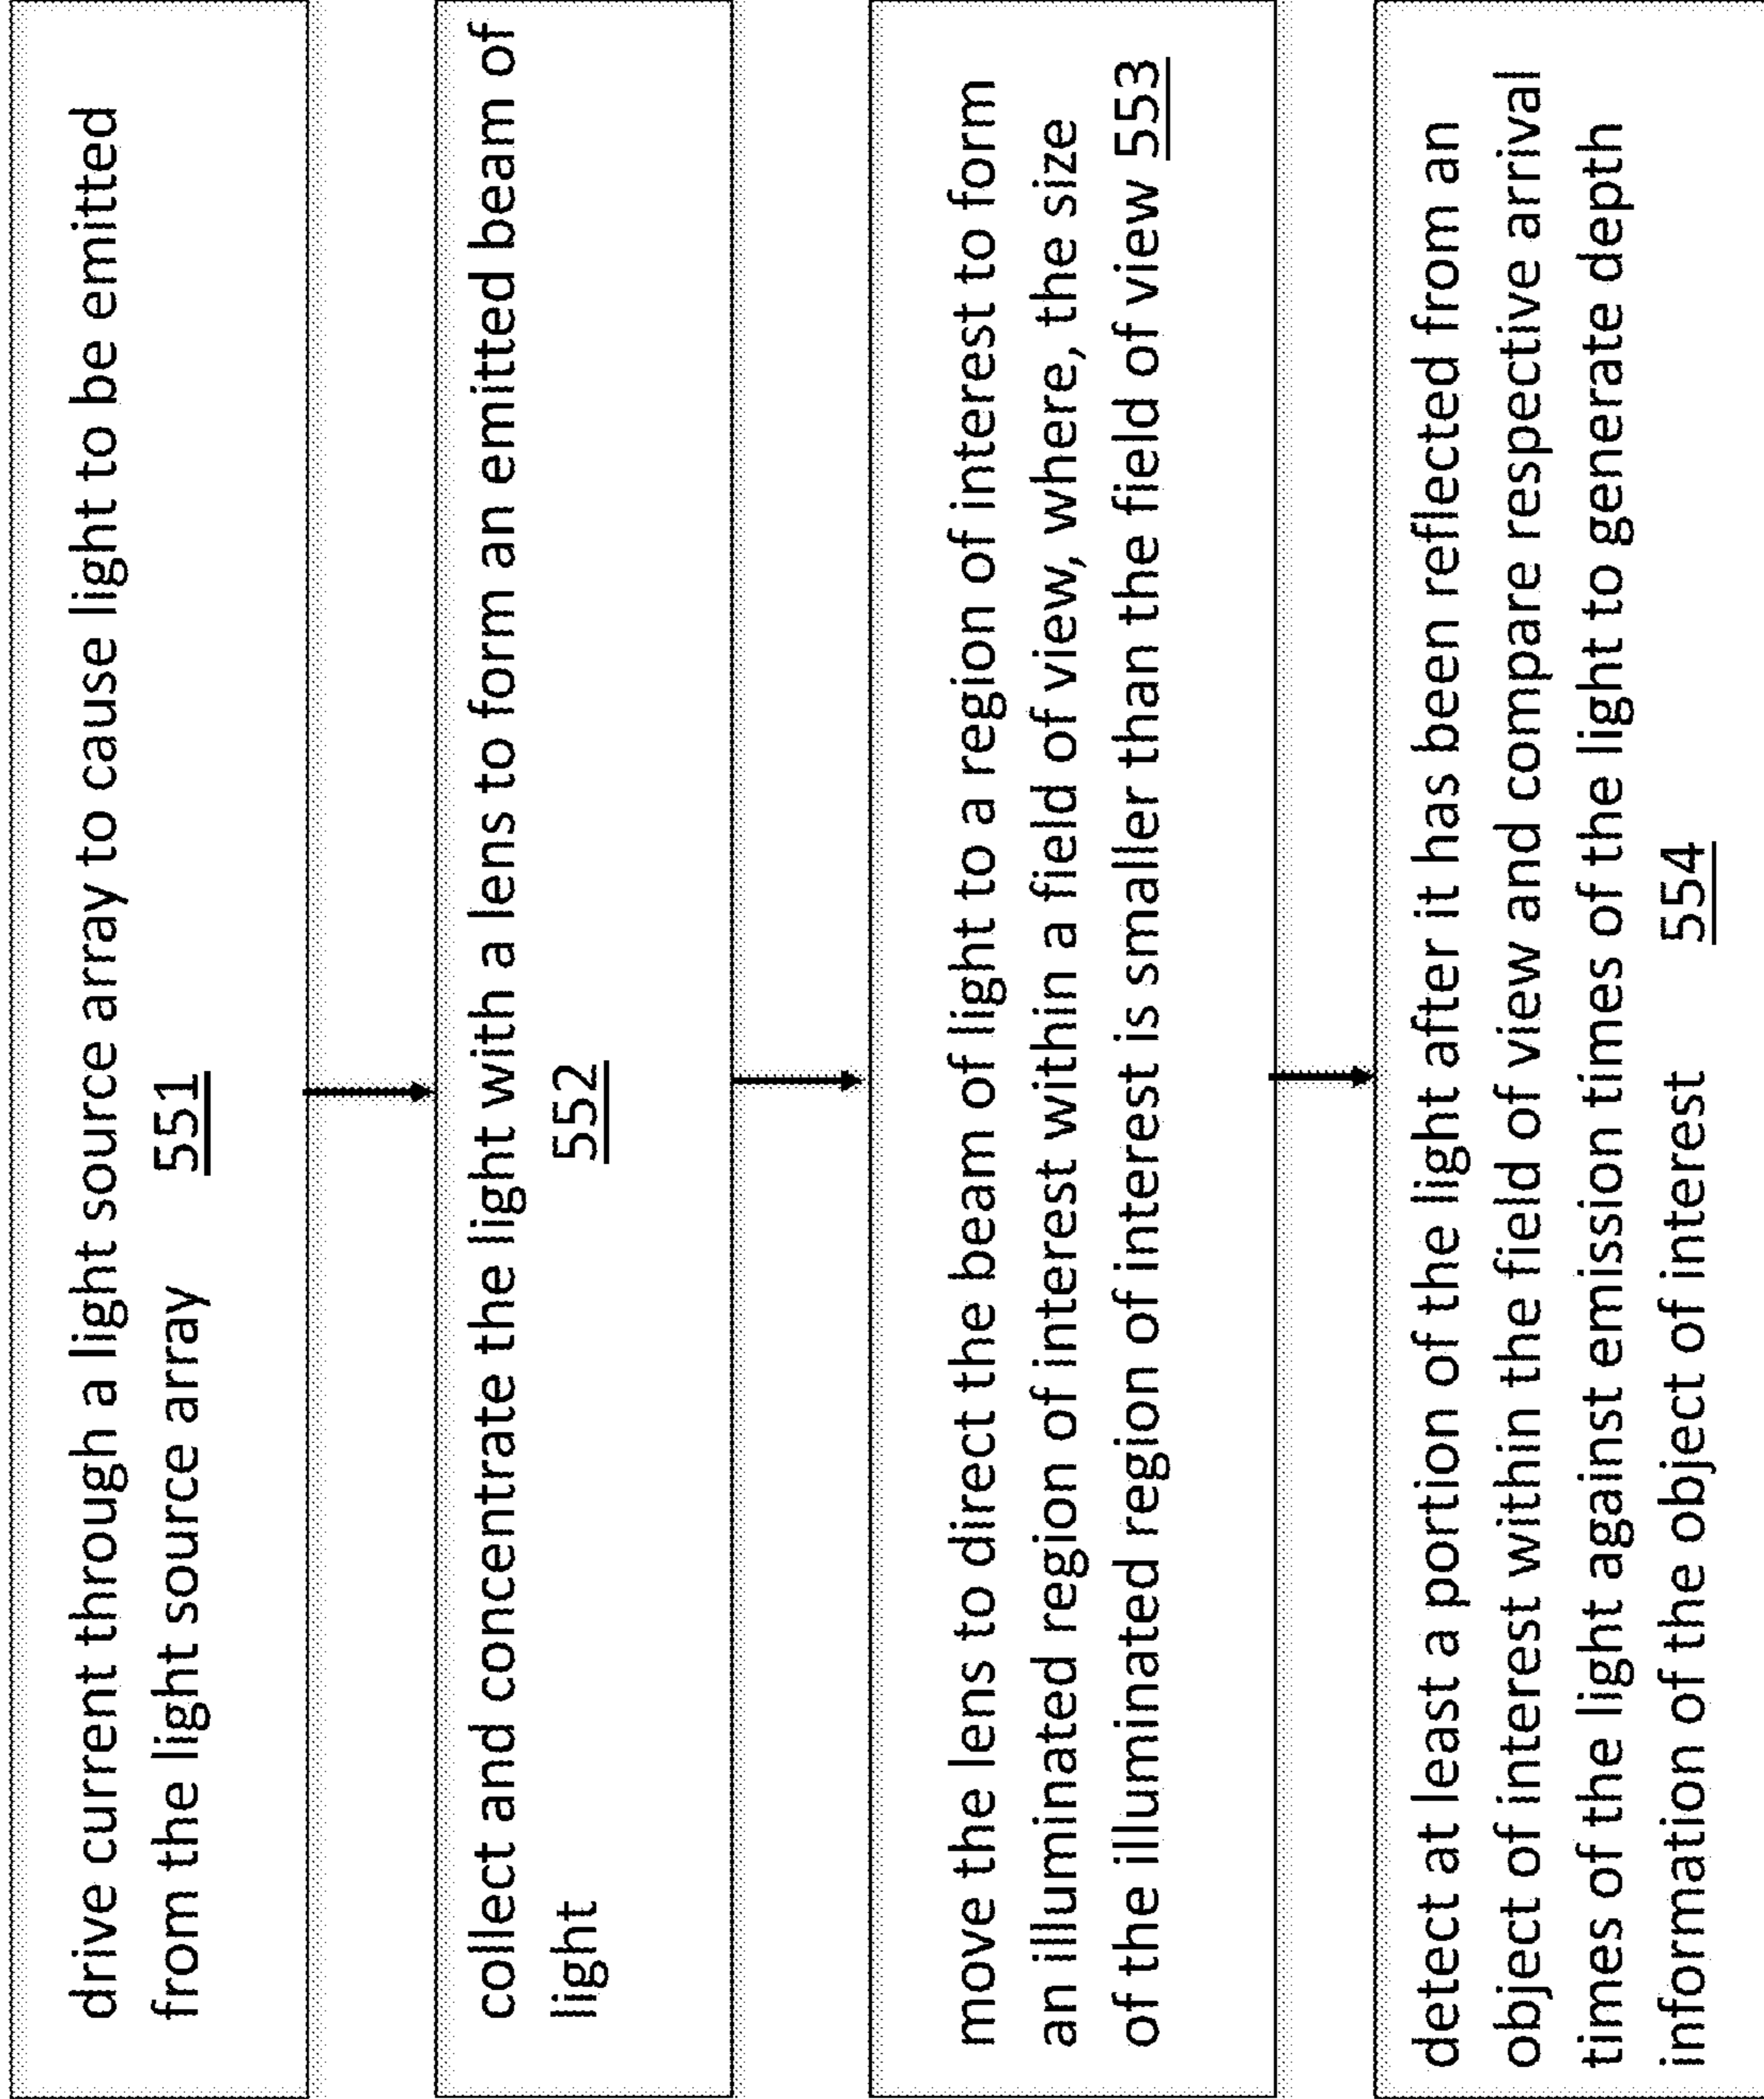 drive current through a light source array to cause light to be emitted
from the light source array 551
collect and concentrate the light with a lens to form an emitted beam of
light 552
move the lens to direct the beam of light to a region of interest to form
an illuminated region of interest within a field of view, where, the size
of the illuminated region of interest is smaller than the field of view 553
detect at least a portion of the light after it has been reflected from an
object of interest within the field of view and compare respective arrival
times of the light against emission times of the light to generate depth
information of the object of interest 554